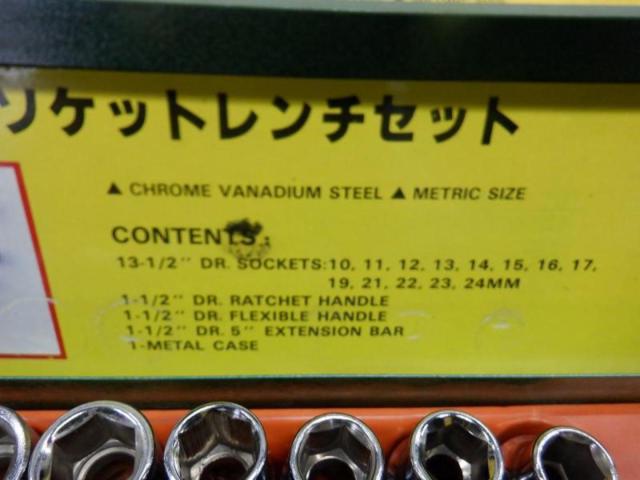 ソケットレンチセット
▲ CHROME VANADIUM STEEL ▲ METRIC SIZE
CONTENTS:
13-1/2" DR. SOCKETS:10, 11, 12, 13, 14, 15, 16, 17,
19, 21, 22, 23, 24MM
1-1/2" DR. RATCHET HANDLE
1-1/2" DR. FLEXIBLE HANDLE
1-1/2" DR. 5" EXTENSION BAR
1-METAL CASE